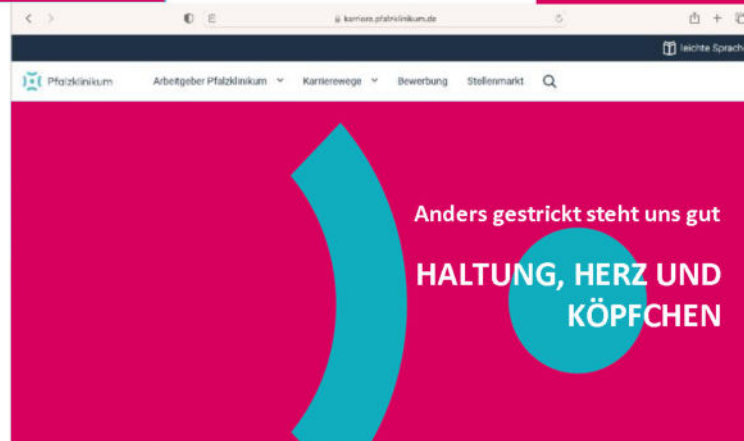 karriere.pfalzklinikum.de
leichte Sprache
Pfalzklinikum
Arbeitgeber Pfalzklinikum
Karrierewege
Bewerbung
Stellenmarkt
Anders gestrickt steht uns gut
HALTUNG, HERZ UND
KÖPFCHEN